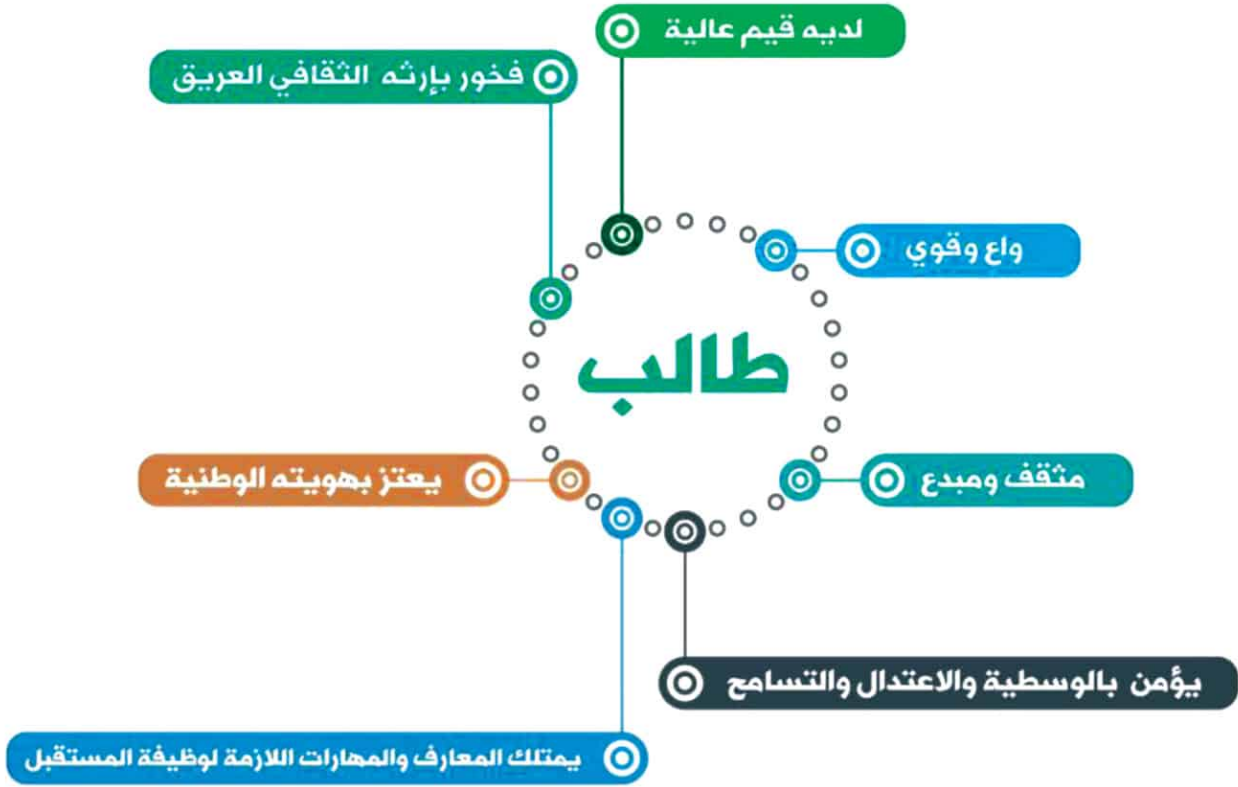 لديه قيم عالية
فخور بإرثه الثقافي العريق
واع وقوي
طالب
مثقف ومبدع
يعتز بهويته الوطنية
يؤمن بالوسطية والاعتدال والتسامح
يمتلك المعارف والمهارات اللازمة لوظيفة المستقبل